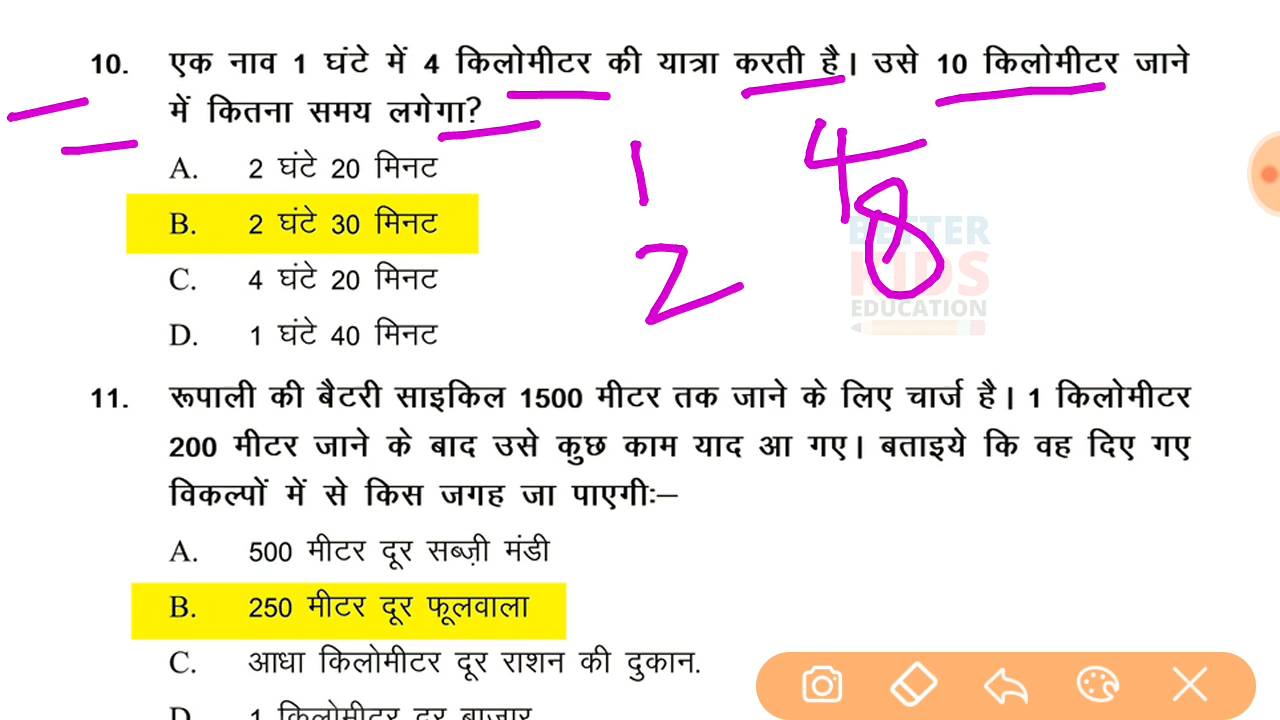 10. एक नाव 1 घंटे में 4 किलोमीटर की यात्रा करती है। उसे 10 किलोमीटर जाने
में कितना समय लगेगा?
A. 2 घंटे 20 मिनट
B. 2 घंटे 30 मिनट
C. 4 घंटे 20 मिनट
D. 1 घंटे 40 मिनट
1 4
2 8
BETTER
KIDS
EDUCATION
11. रूपाली की बैटरी साइकिल 1500 मीटर तक जाने के लिए चार्ज है। 1 किलोमीटर
200 मीटर जाने के बाद उसे कुछ काम याद आ गए। बताइये कि वह दिए गए
विकल्पों में से किस जगह जा पाएगीः–
A. 500 मीटर दूर सब्ज़ी मंडी
B. 250 मीटर दूर फूलवाला
C. आधा किलोमीटर दूर राशन की दुकान.
D. 1 किलोमीटर दूर बाजार